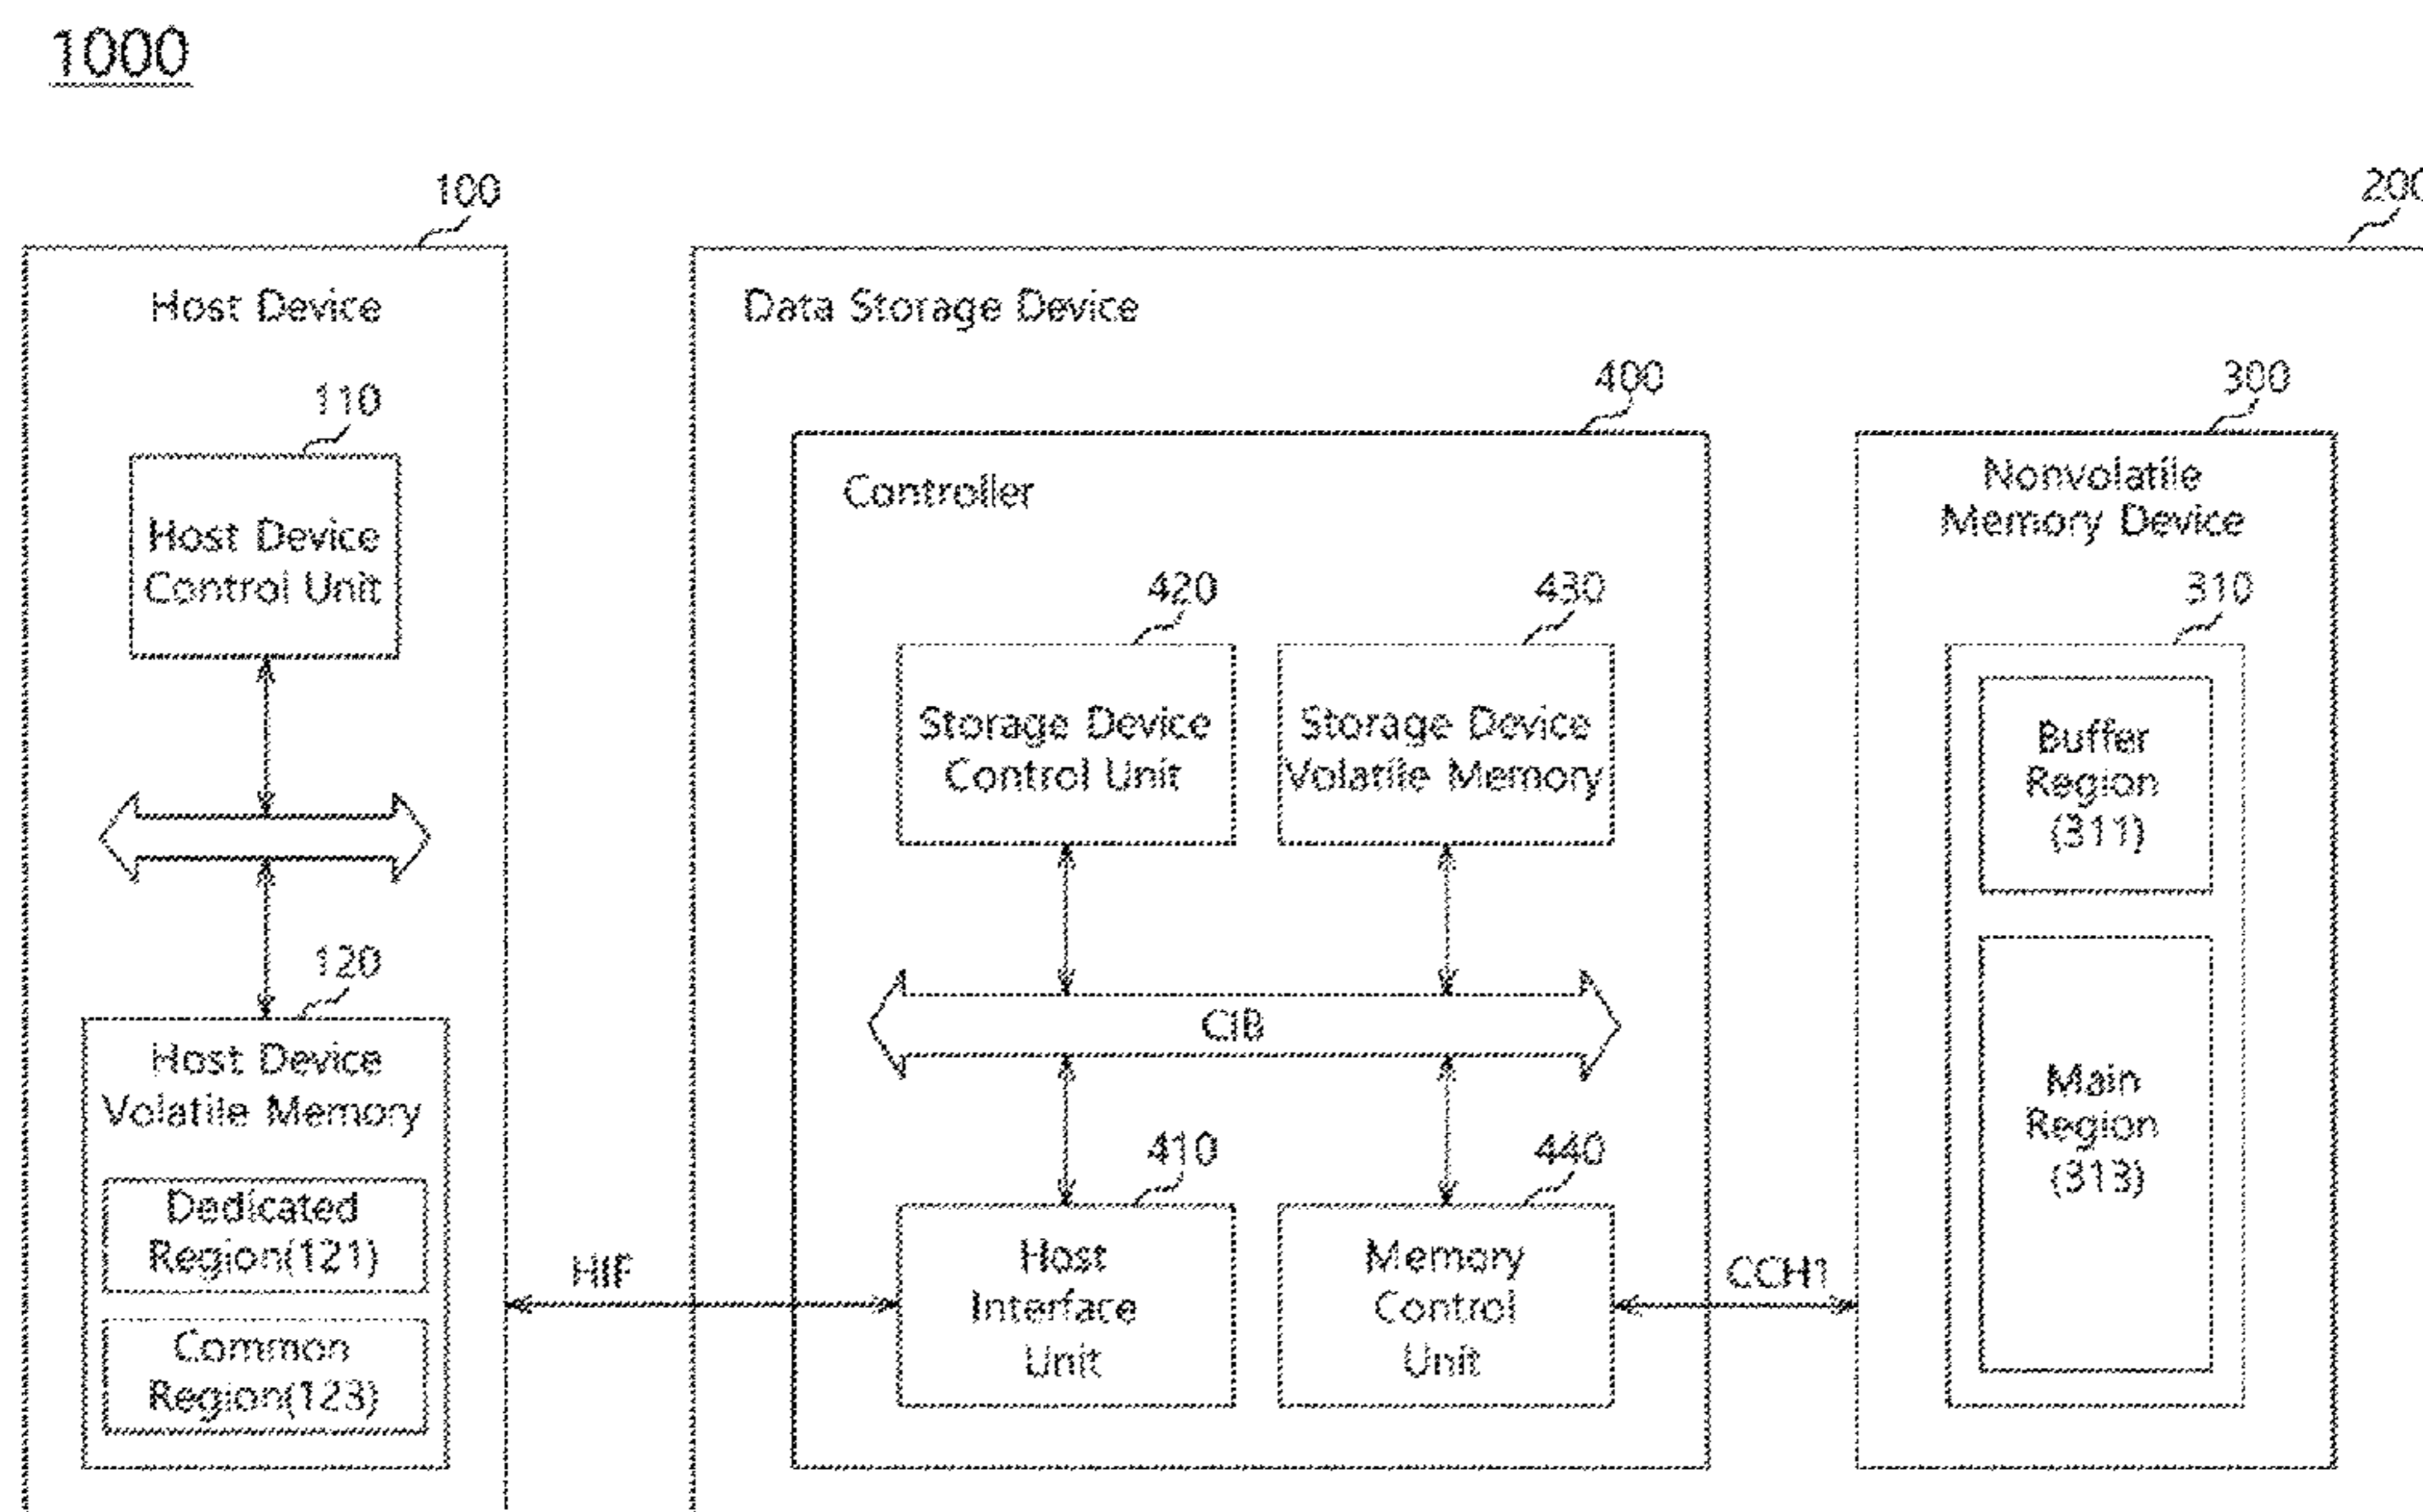 1000
100
Host Device
110
Host Device
Control Unit
120
Host Device
Volatile Memory
Dedicated
Region(121)
Common
Region(123)
HIF
200
Data Storage Device
400
Controller
420
Storage Device
Control Unit
430
Storage Device
Volatile Memory
CIB
410
Host
Interface
Unit
440
Memory
Control
Unit
CCH1
300
Nonvolatile
Memory Device
310
Buffer
Region
(311)
Main
Region
(313)